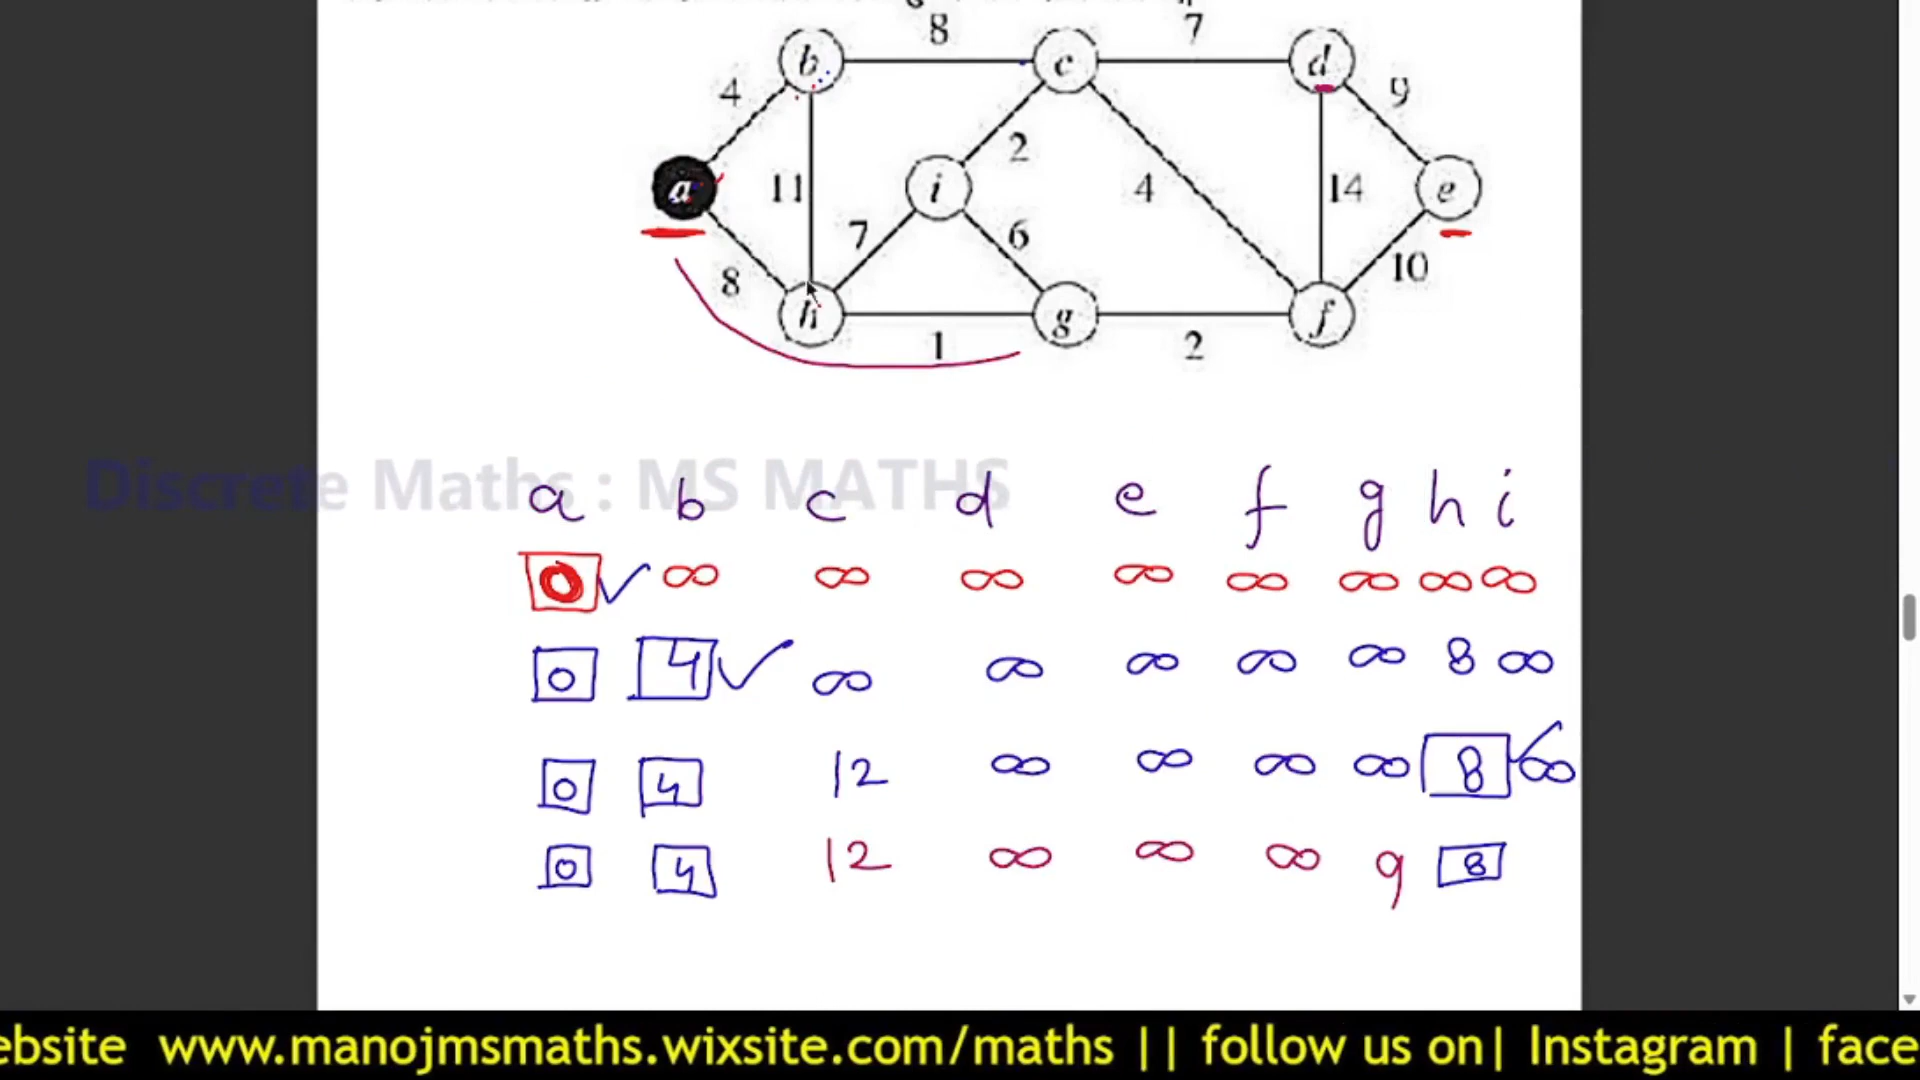 8 7
b c d
4 9
2
a 11 i 4 14 e
7 6
8 10
h g f
1 2
Discrete Maths : MS MATHS
a b c d e f g h i
0 ✓ ∞ ∞ ∞ ∞ ∞ ∞ ∞ ∞
0 4 ✓ ∞ ∞ ∞ ∞ ∞ 8 ∞
0 4 12 ∞ ∞ ∞ ∞ 8 ✓ ∞
0 4 12 ∞ ∞ ∞ 9 8
ebsite www.manojmsmaths.wixsite.com/maths || follow us on| Instagram | face